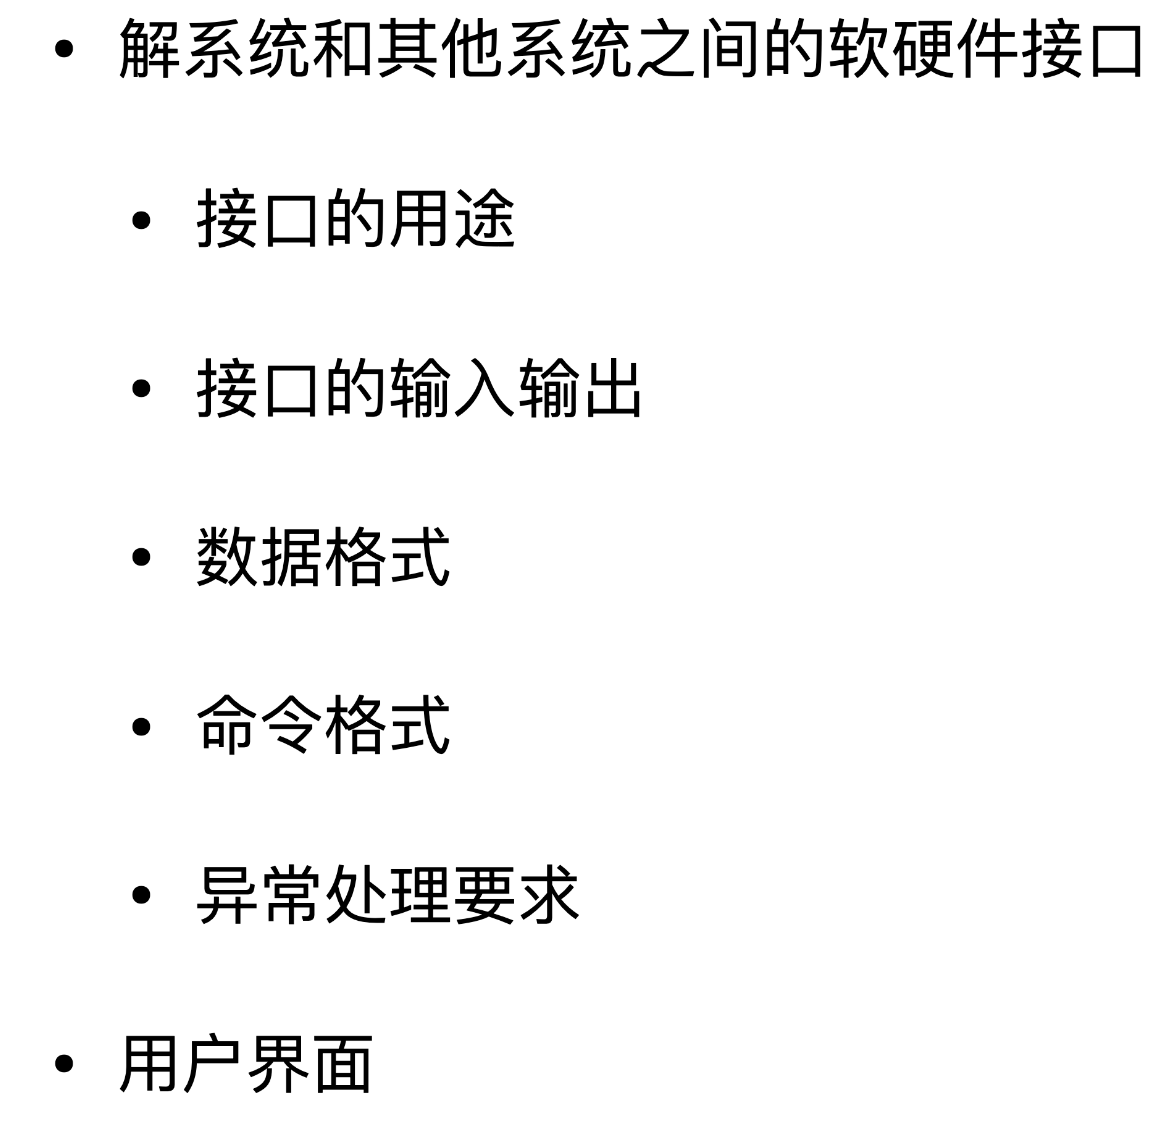 • 解系统和其他系统之间的软硬件接口
• 接口的用途
• 接口的输入输出
• 数据格式
• 命令格式
• 异常处理要求
• 用户界面